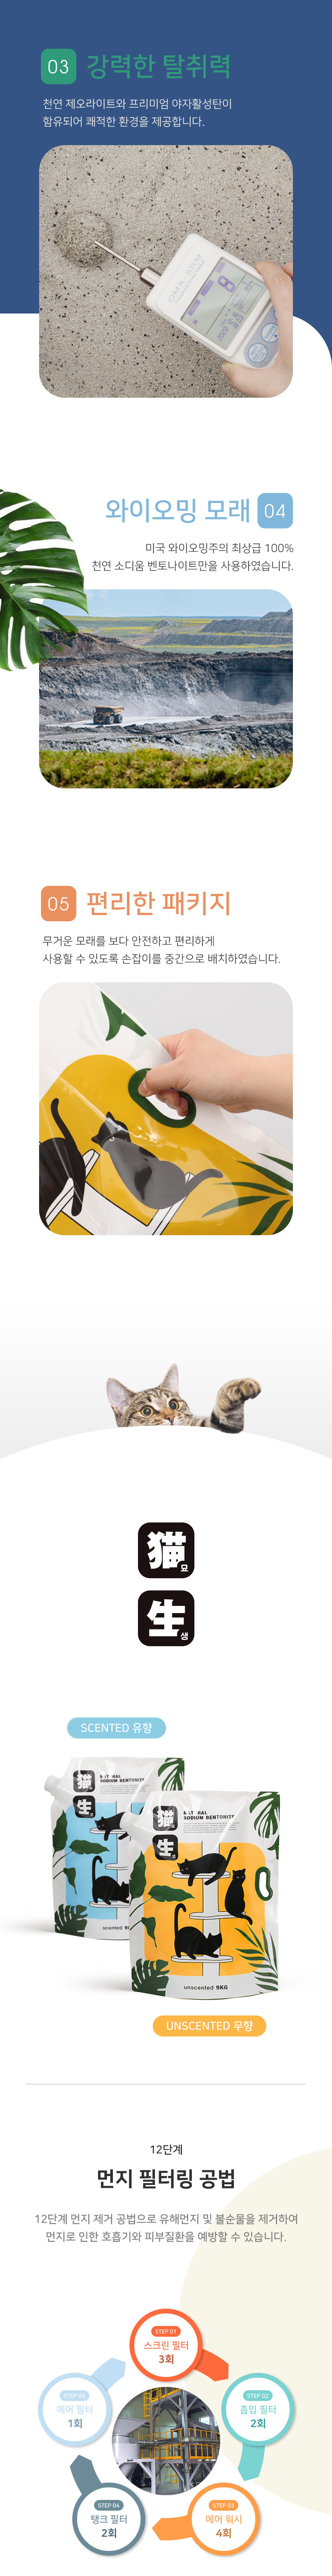 03 강력한 탈취력
천연 제오라이트와 프리미엄 야자활성탄이
함유되어 쾌적한 환경을 제공합니다.
와이오밍 모래 04
미국 와이오밍주의 최상급 100%
천연 소디움 벤토나이트만을 사용하였습니다.
05 편리한 패키지
무거운 모래를 보다 안전하고 편리하게
사용할 수 있도록 손잡이를 중간으로 배치하였습니다.
猫 묘
生 생
SCENTED 유향
猫
生
SODIUM BENTONITE
猫
生
SODIUM BENTONITE
scented
unscented 9KG
UNSCENTED 무향
12단계
먼지 필터링 공법
12단계 먼지 제거 공법으로 유해먼지 및 불순물을 제거하여
먼지로 인한 호흡기와 피부질환을 예방할 수 있습니다.
STEP 01
스크린 필터
3회
STEP 02
흡입 필터
2회
STEP 03
에어 워시
4회
STEP 04
탱크 필터
2회
STEP 05
에어 필터
1회